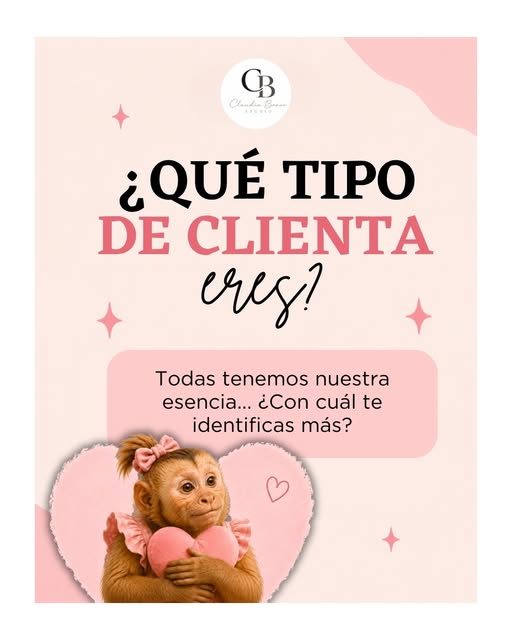 CB
¿QUÉ TIPO
DE CLIENTA
eres?
Todas tenemos nuestra
esencia... ¿Con cuál te
identificas más?